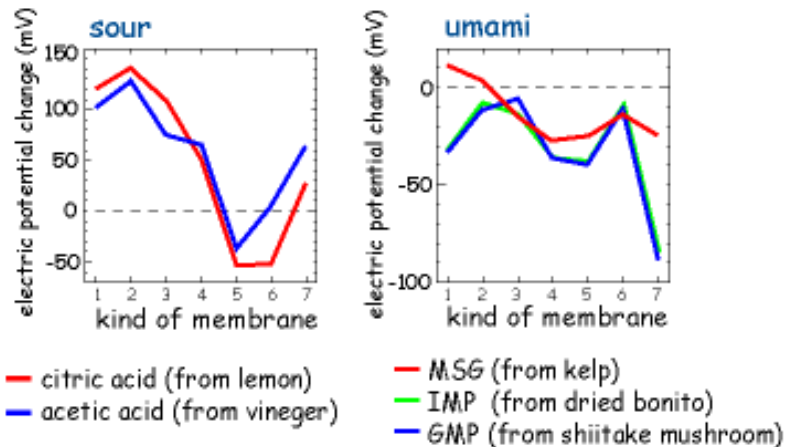 sour
electric potential change (mV)
150
100
50
0
-50
1 2 3 4 5 6 7
kind of membrane
citric acid (from lemon)
acetic acid (from vineger)
umami
electric potential change (mV)
0
-50
-100
1 2 3 4 5 6 7
kind of membrane
MSG (from kelp)
IMP (from dried bonito)
GMP (from shiitake mushroom)